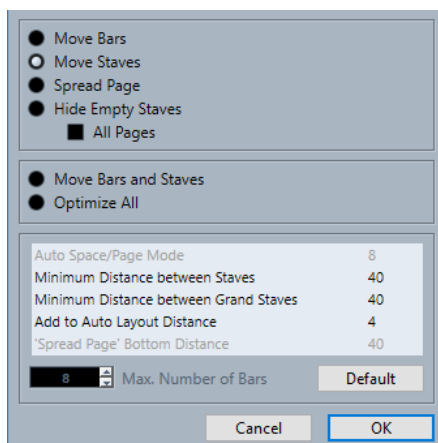 Move Bars
Move Staves
Spread Page
Hide Empty Staves
All Pages
Move Bars and Staves
Optimize All
Auto Space/Page Mode 8
Minimum Distance between Staves 40
Minimum Distance between Grand Staves 40
Add to Auto Layout Distance 4
'Spread Page' Bottom Distance 40
8 Max. Number of Bars Default
Cancel OK